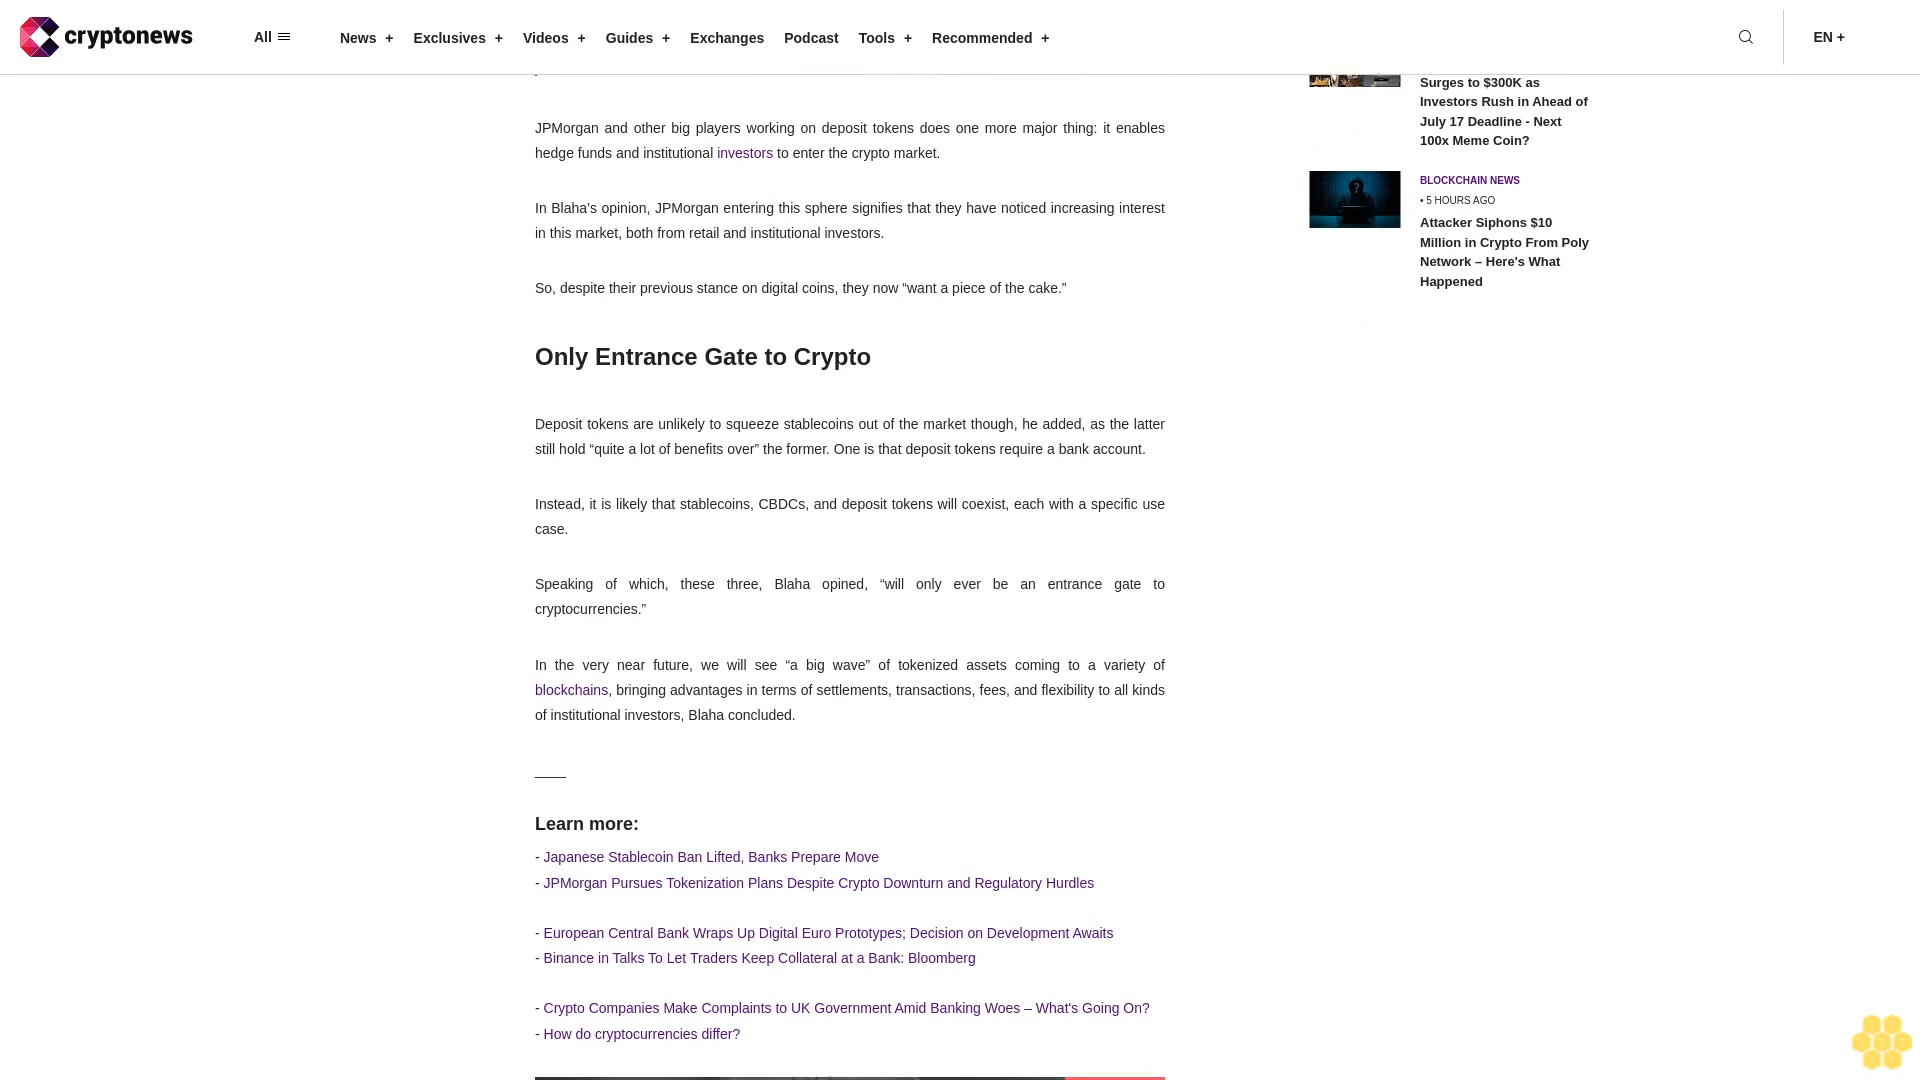 cryptonews
All
News +
Exclusives +
Videos +
Guides +
Exchanges
Podcast
Tools +
Recommended +
EN +
JPMorgan and other big players working on deposit tokens does one more major thing: it enables
hedge funds and institutional investors to enter the crypto market.
In Blaha’s opinion, JPMorgan entering this sphere signifies that they have noticed increasing interest
in this market, both from retail and institutional investors.
So, despite their previous stance on digital coins, they now “want a piece of the cake.”
Only Entrance Gate to Crypto
Deposit tokens are unlikely to squeeze stablecoins out of the market though, he added, as the latter
still hold “quite a lot of benefits over” the former. One is that deposit tokens require a bank account.
Instead, it is likely that stablecoins, CBDCs, and deposit tokens will coexist, each with a specific use
case.
Speaking of which, these three, Blaha opined, “will only ever be an entrance gate to
cryptocurrencies.”
In the very near future, we will see “a big wave” of tokenized assets coming to a variety of
blockchains, bringing advantages in terms of settlements, transactions, fees, and flexibility to all kinds
of institutional investors, Blaha concluded.
____
Learn more:
- Japanese Stablecoin Ban Lifted, Banks Prepare Move
- JPMorgan Pursues Tokenization Plans Despite Crypto Downturn and Regulatory Hurdles
- European Central Bank Wraps Up Digital Euro Prototypes; Decision on Development Awaits
- Binance in Talks To Let Traders Keep Collateral at a Bank: Bloomberg
- Crypto Companies Make Complaints to UK Government Amid Banking Woes – What's Going On?
- How do cryptocurrencies differ?
Surges to $300K as
Investors Rush in Ahead of
July 17 Deadline - Next
100x Meme Coin?
BLOCKCHAIN NEWS
• 5 HOURS AGO
Attacker Siphons $10
Million in Crypto From Poly
Network – Here's What
Happened